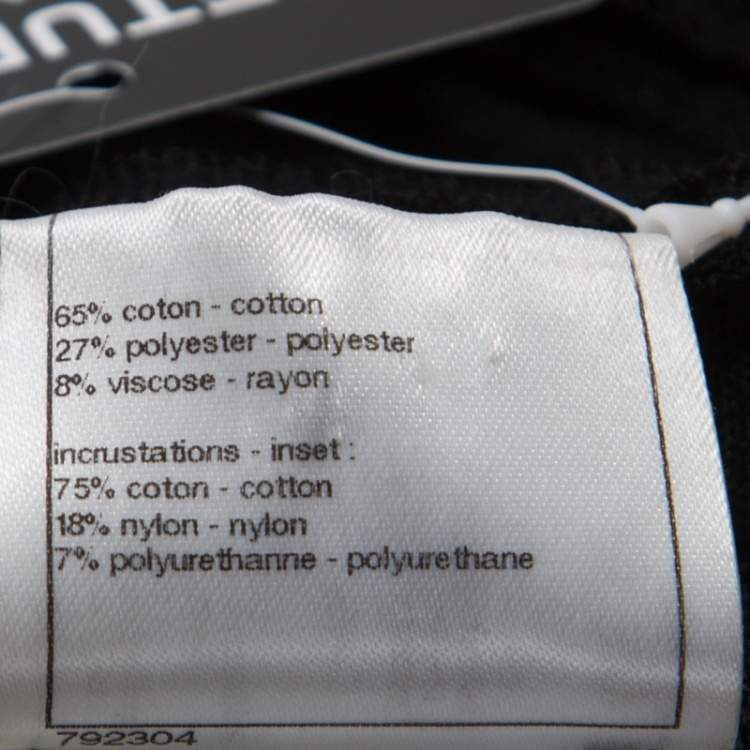 65% coton - cotton
27% polyester - polyester
8% viscose - rayon
incrustations - inset :
75% coton - cotton
18% nylon - nylon
7% polyurethanne - polyurethane
792304